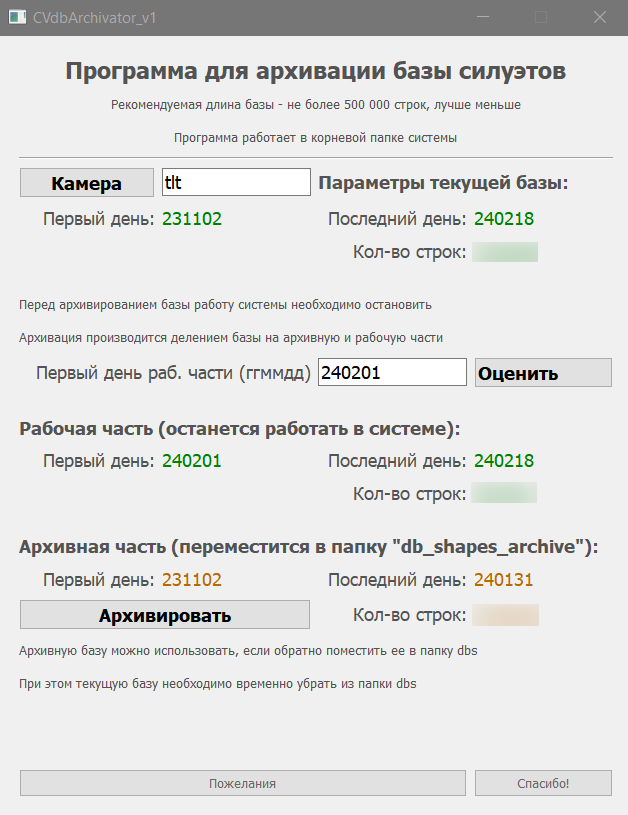 CVdbArchivator_v1
Программа для архивации базы силуэтов
Рекомендуемая длина базы - не более 500 000 строк, лучше меньше
Программа работает в корневой папке системы
Камера tlt Параметры текущей базы:
Первый день: 231102 Последний день: 240218
Кол-во строк:
Перед архивированием базы работу системы необходимо остановить
Архивация производится делением базы на архивную и рабочую части
Первый день раб. части (ггммдд) 240201 Оценить
Рабочая часть (останется работать в системе):
Первый день: 240201 Последний день: 240218
Кол-во строк:
Архивная часть (переместится в папку "db_shapes_archive"):
Первый день: 231102 Последний день: 240131
Архивировать Кол-во строк:
Архивную базу можно использовать, если обратно поместить ее в папку dbs
При этом текущую базу необходимо временно убрать из папки dbs
Пожелания Спасибо!